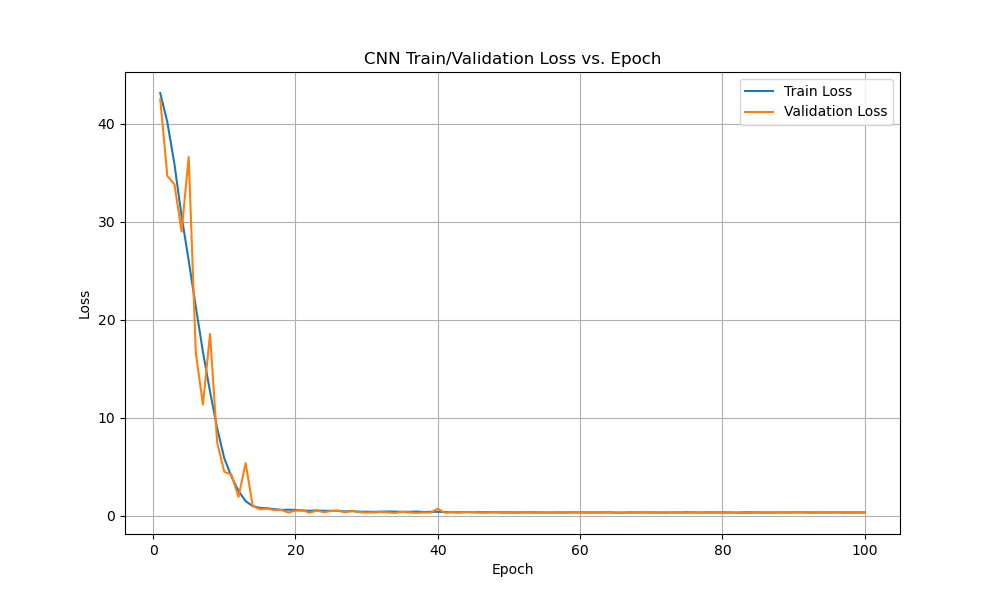 CNN Train/Validation Loss vs. Epoch
Train Loss
Validation Loss
40
30
20
10
0
Loss
0 20 40 60 80 100
Epoch